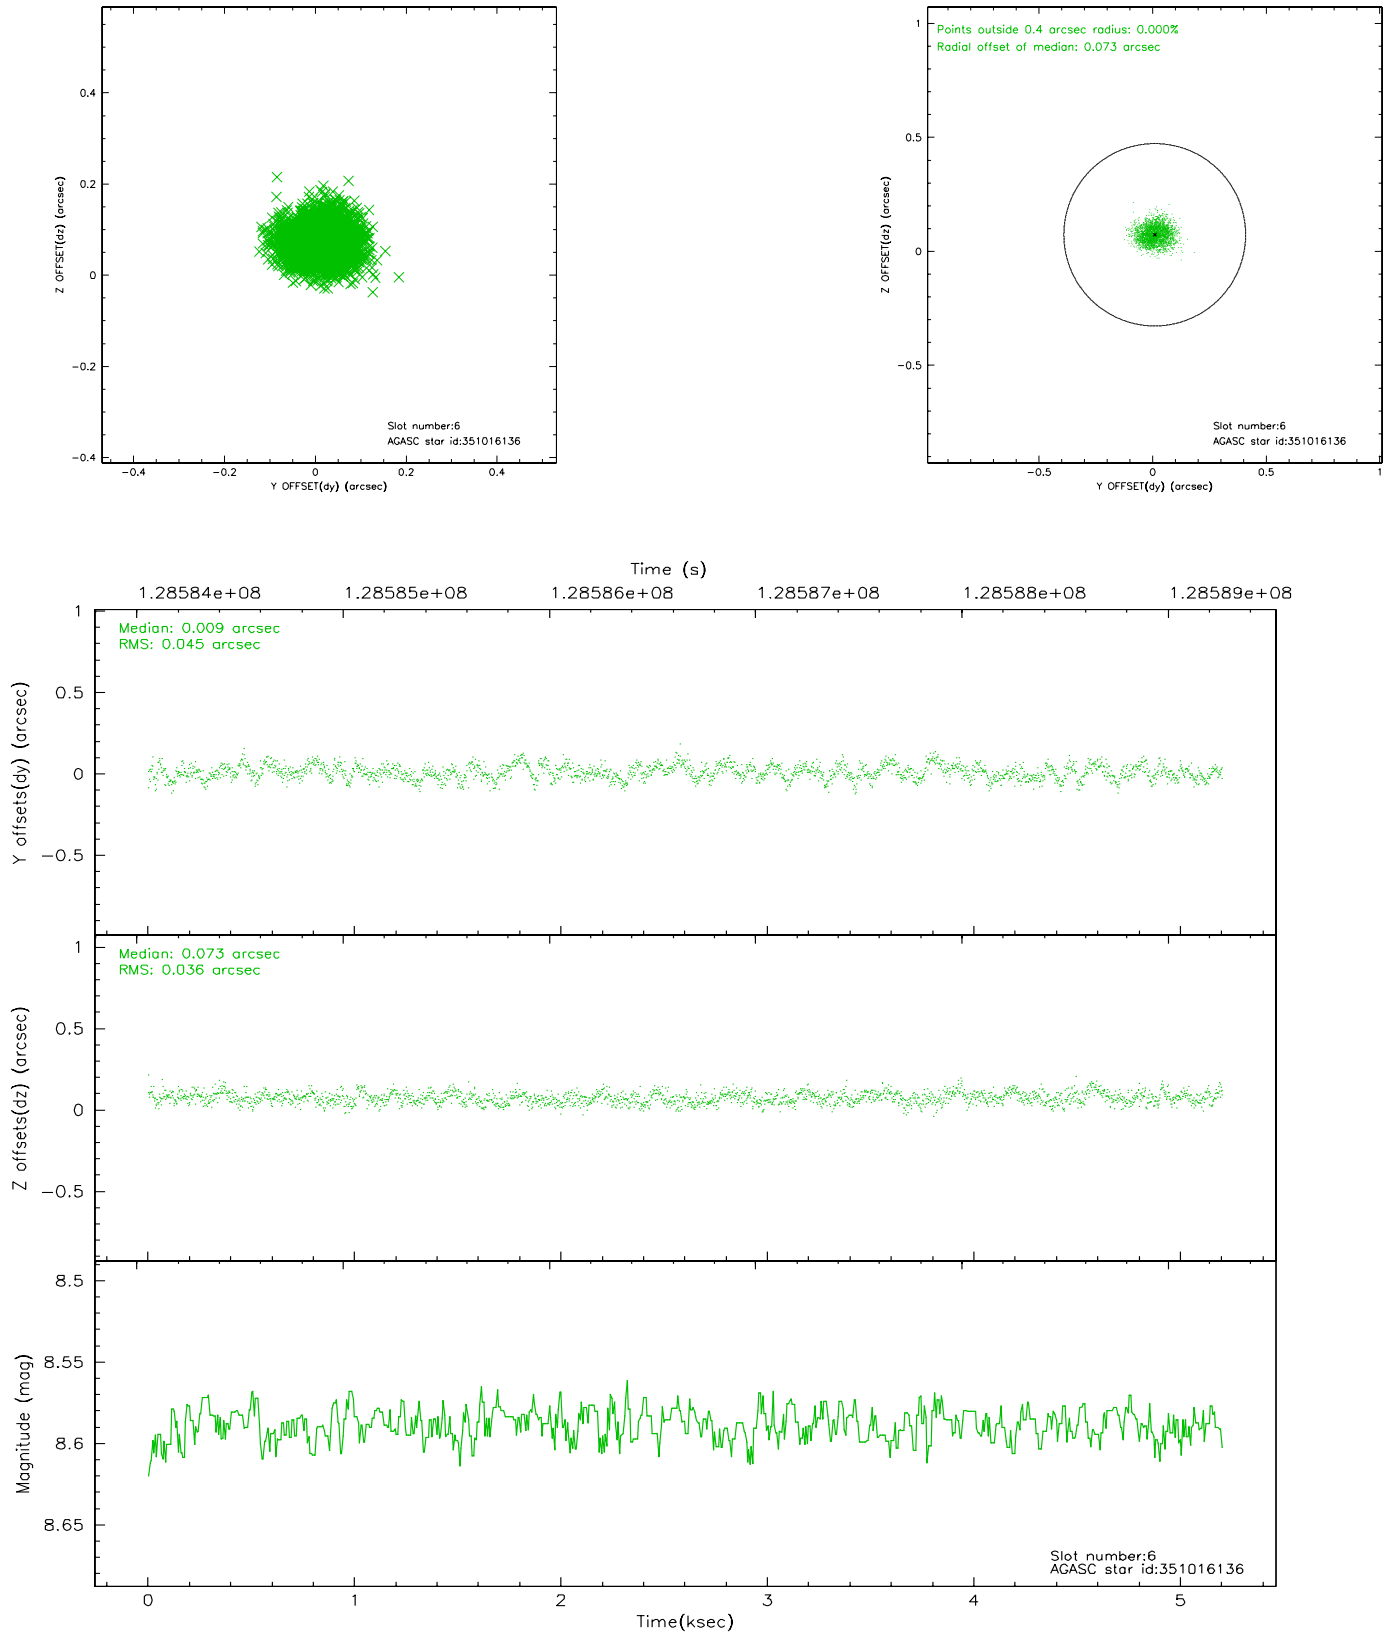 0.4
0.2
0
-0.2
-0.4
Z OFFSET(dz) (arcsec)
-0.4 -0.2 0 0.2 0.4
Y OFFSET(dy) (arcsec)
Slot number:6
AGASC star id:351016136
Points outside 0.4 arcsec radius: 0.000%
Radial offset of median: 0.073 arcsec
1
0.5
0
-0.5
Z OFFSET(dz) (arcsec)
-0.5 0 0.5 1
Y OFFSET(dy) (arcsec)
Slot number:6
AGASC star id:351016136
Time (s)
1.28584e+08 1.28585e+08 1.28586e+08 1.28587e+08 1.28588e+08 1.28589e+08
Median: 0.009 arcsec
RMS: 0.045 arcsec
1
0.5
0
-0.5
Y offsets(dy) (arcsec)
Median: 0.073 arcsec
RMS: 0.036 arcsec
1
0.5
0
-0.5
Z offsets(dz) (arcsec)
8.5
8.55
8.6
8.65
Magnitude (mag)
Slot number:6
AGASC star id:351016136
0 1 2 3 4 5
Time(ksec)